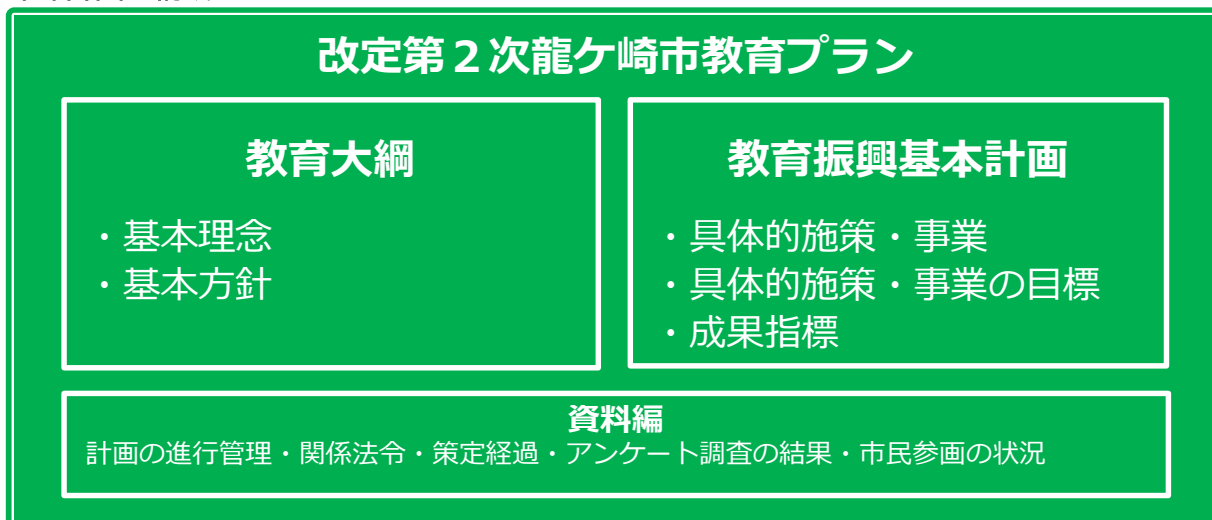 改定第２次龍ケ崎市教育プラン
教育大綱
・基本理念
・基本方針
教育振興基本計画
・具体的施策・事業
・具体的施策・事業の目標
・成果指標
資料編
計画の進行管理・関係法令・策定経過・アンケート調査の結果・市民参画の状況